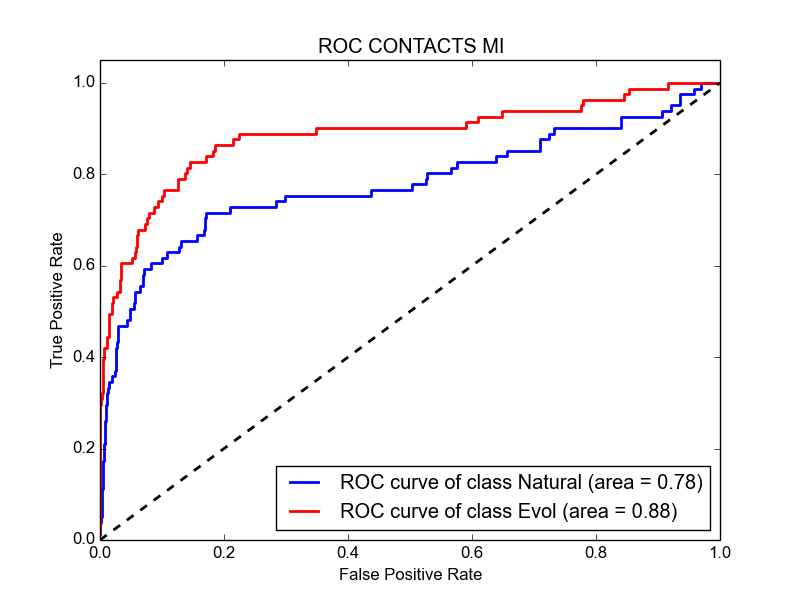 ROC CONTACTS MI
True Positive Rate
1.0
0.8
0.6
0.4
0.2
0.0
ROC curve of class Natural (area = 0.78)
ROC curve of class Evol (area = 0.88)
0.0 0.2 0.4 0.6 0.8 1.0
False Positive Rate